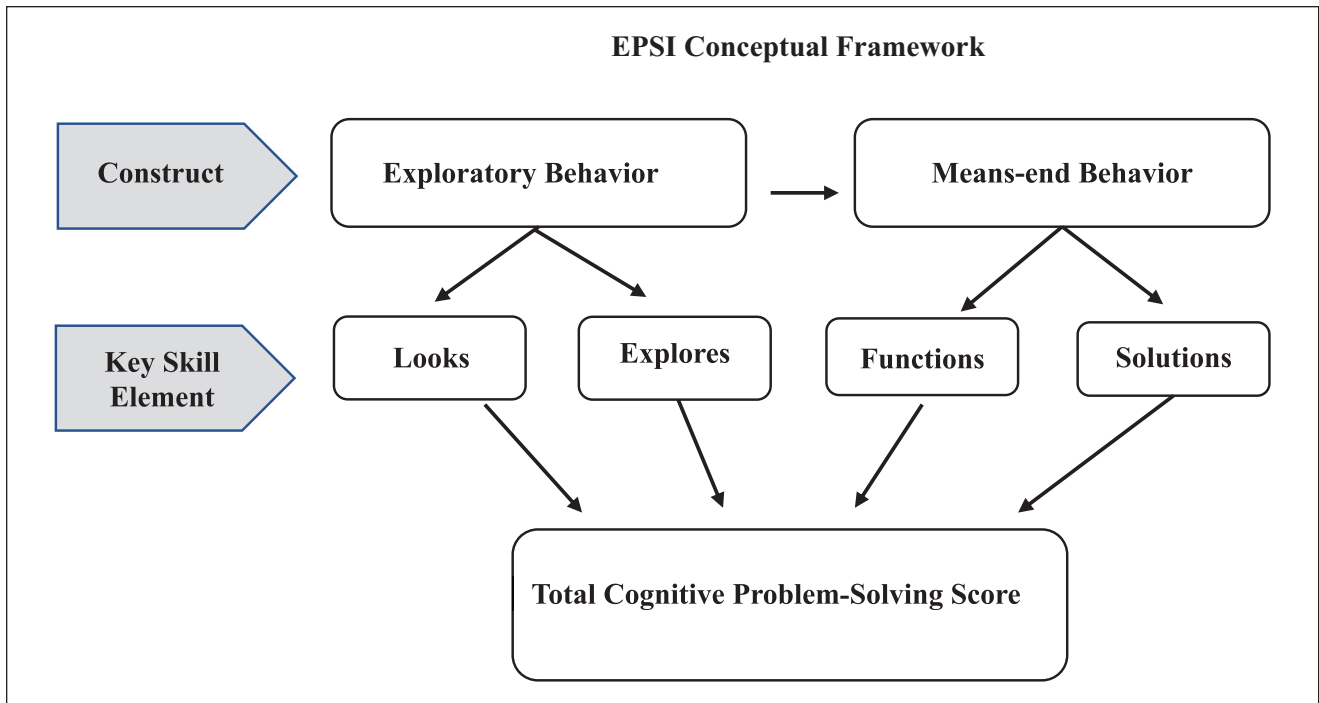 EPSI Conceptual Framework
Construct
Exploratory Behavior
Means-end Behavior
Key Skill
Element
Looks
Explores
Functions
Solutions
Total Cognitive Problem-Solving Score